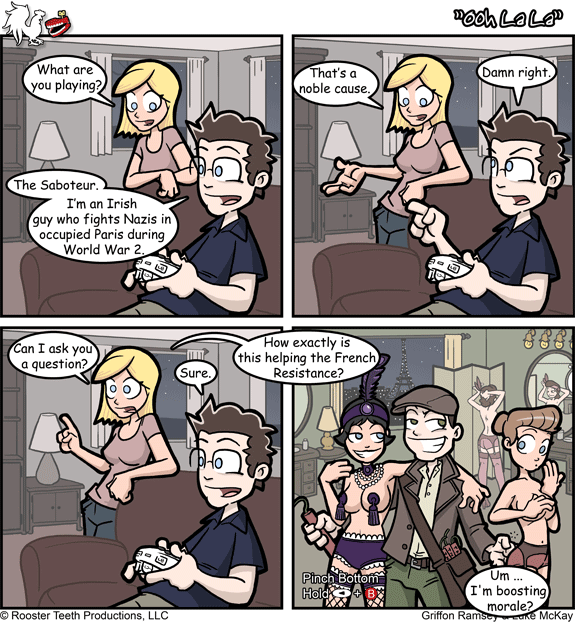 "Ooh La La"
What are
you playing?
The Saboteur.
I'm an Irish
guy who fights Nazis in
occupied Paris during
World War 2.
That's a
noble cause.
Damn right.
Can I ask you
a question?
Sure.
How exactly is
this helping the French
Resistance?
Pinch Bottom
Hold + B
Um ...
I'm boosting
morale?
© Rooster Teeth Productions, LLC
Griffon Ramsey & Luke McKay